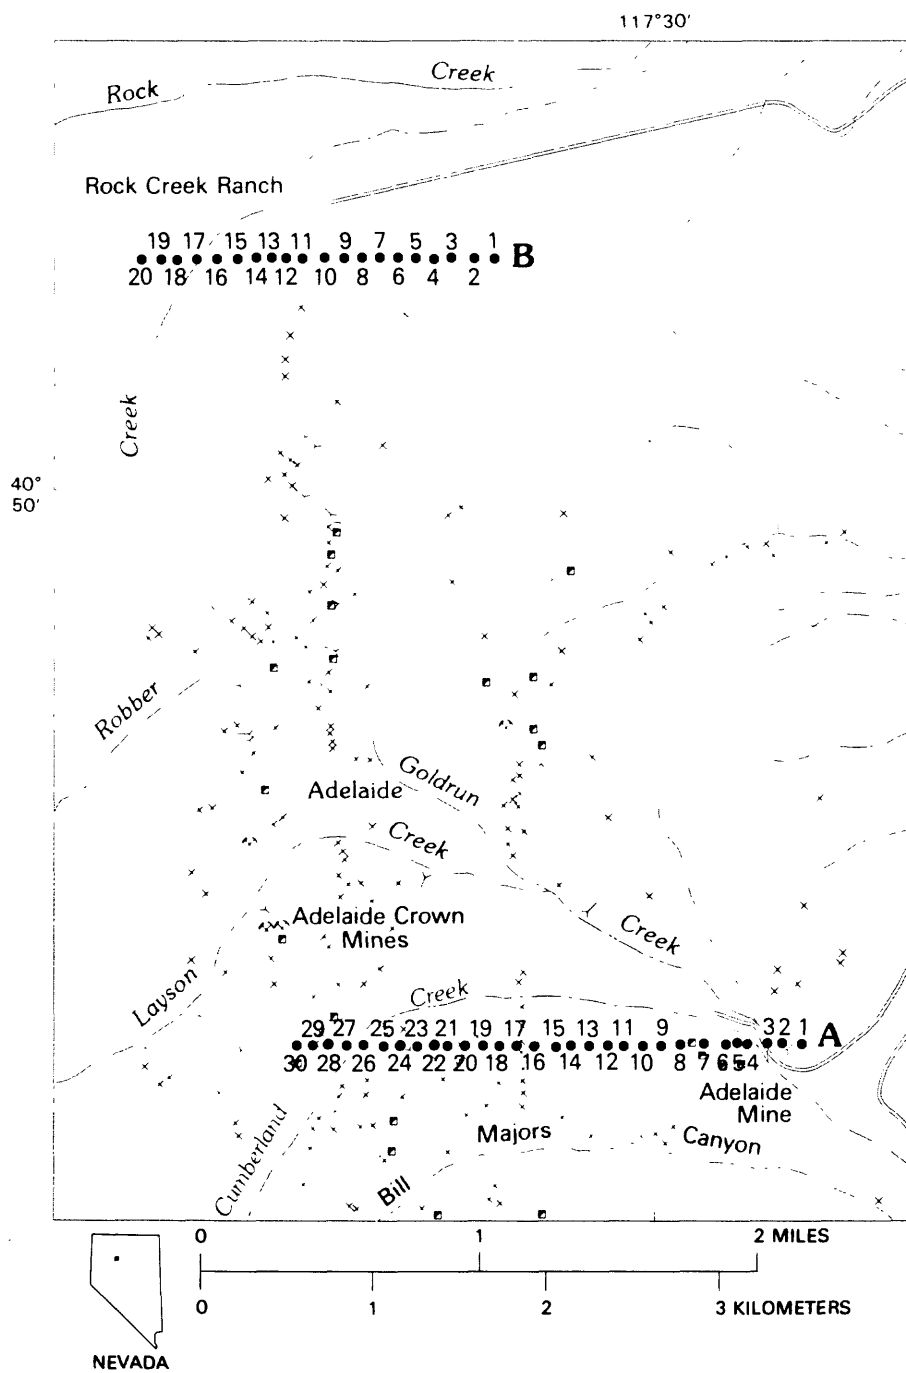 117°30′
Rock Creek
Rock Creek Ranch
19 17 15 13 11 9 7 5 3 1
B
20 18 16 14 12 10 8 6 4 2
Creek
40°
50′
Robber
Goldrun
Adelaide
Creek
Adelaide Crown
Mines
Creek
Layson
Creek
29 27 25 23 21 19 17 15 13 11 9 3 2 1
A
30 28 26 24 22 20 18 16 14 12 10 8 7 6 5 4
Adelaide
Mine
Majors
Canyon
Cumberland
Bill
0 1 2 MILES
0 1 2 3 KILOMETERS
NEVADA